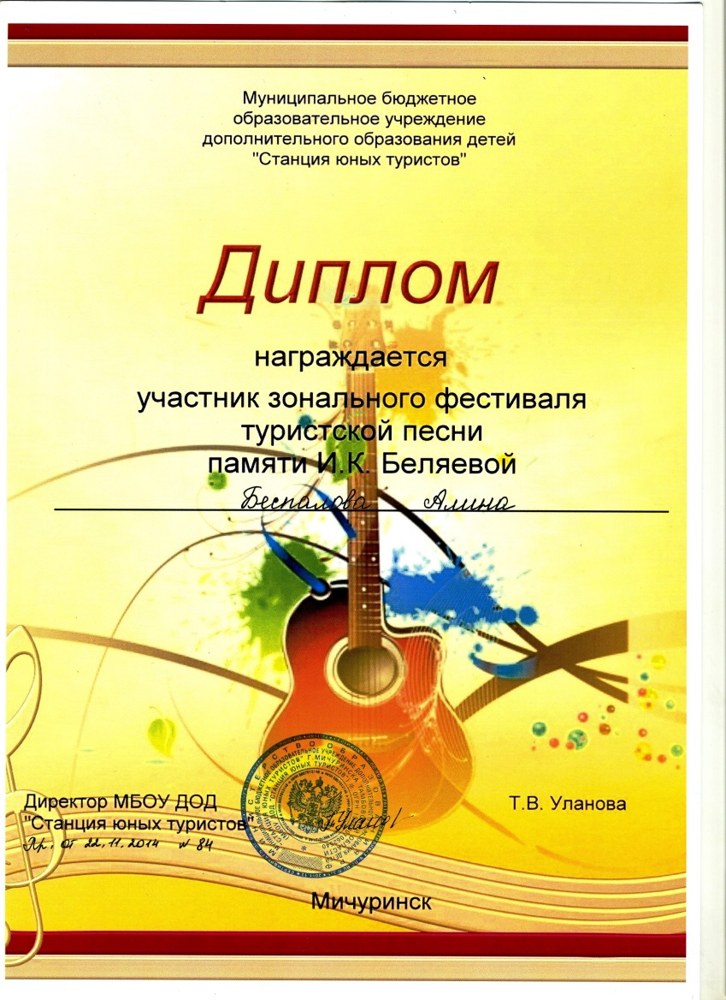 Муниципальное бюджетное
образовательное учреждение
дополнительного образования детей
"Станция юных туристов"
Диплом
награждается
участник зонального фестиваля
туристской песни
памяти И.К. Беляевой
Беспалова Алина
Директор МБОУ ДОД
"Станция юных туристов"
Т.В. Уланова
Пр. от 22.11.2014 № 84
Мичуринск